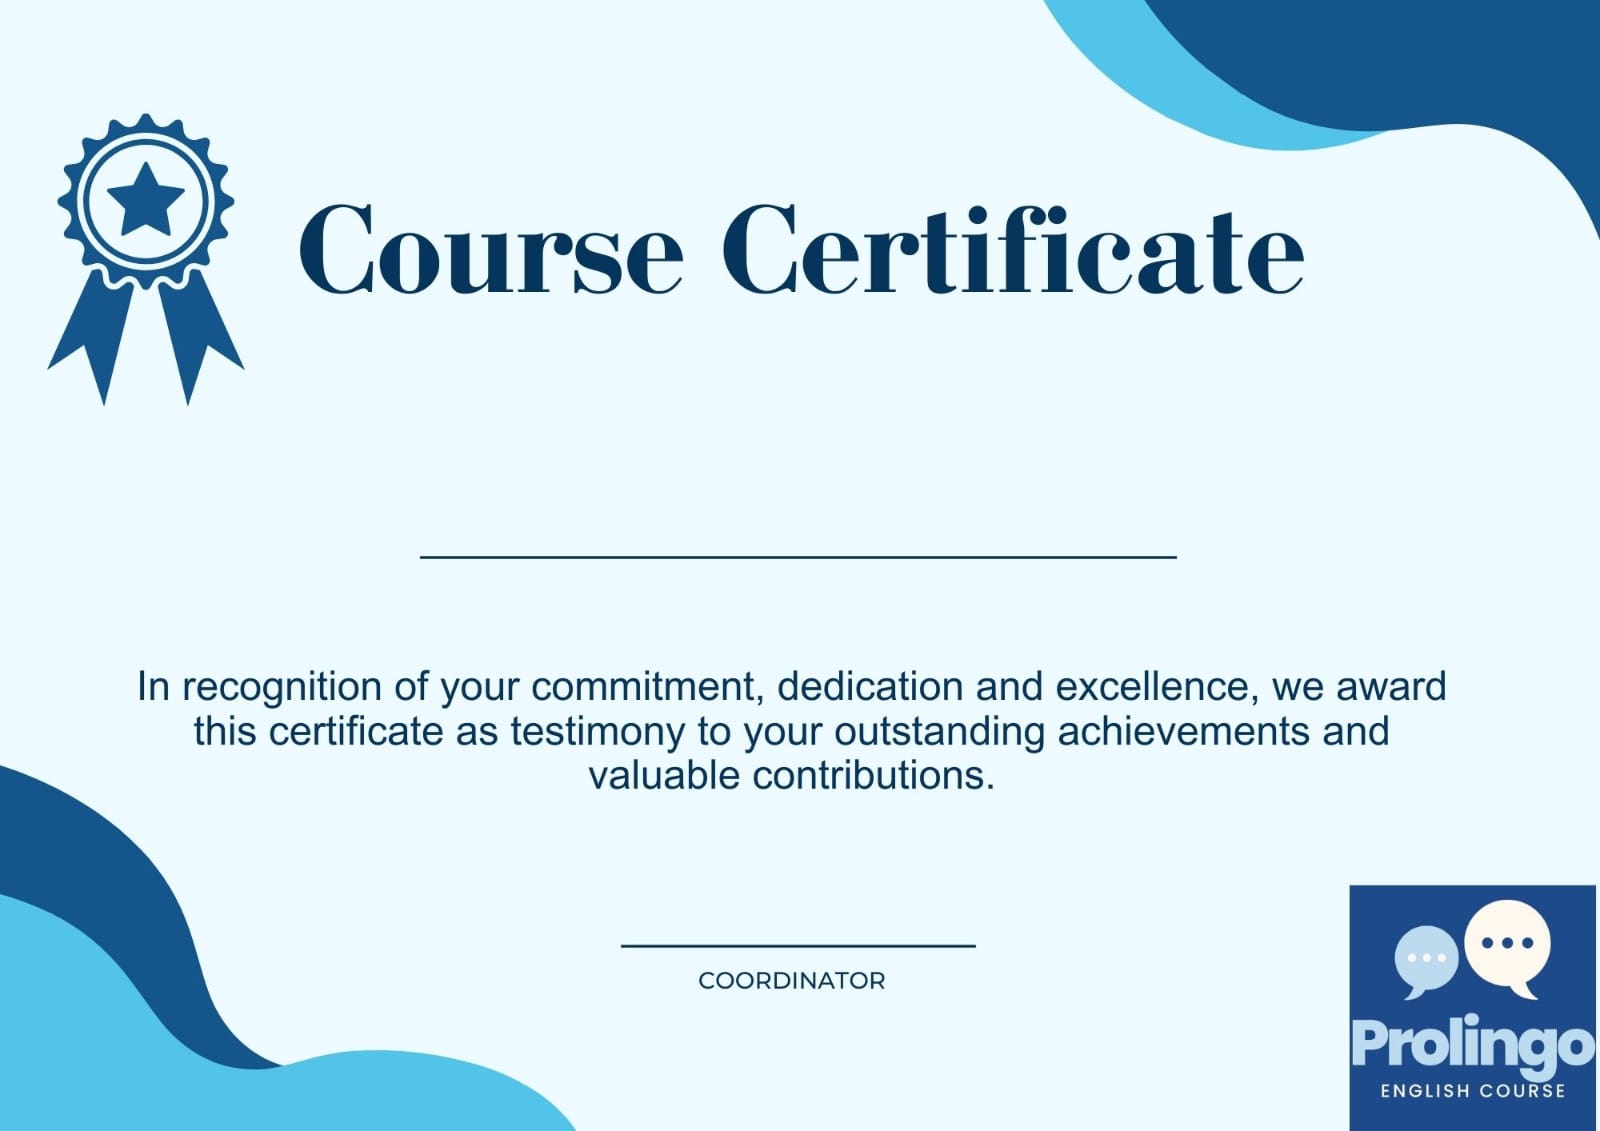 Course Certificate
In recognition of your commitment, dedication and excellence, we award
this certificate as testimony to your outstanding achievements and
valuable contributions.
COORDINATOR
Prolingo
ENGLISH COURSE